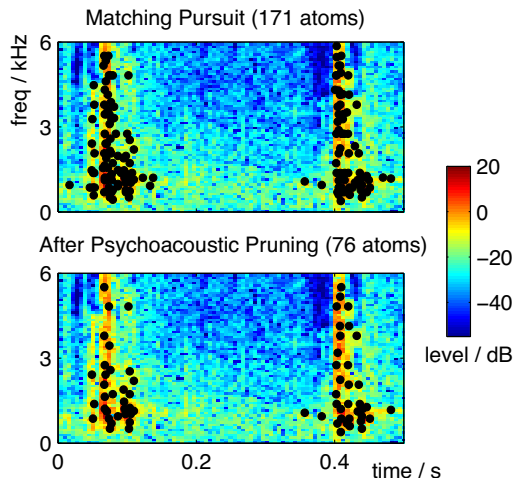 Matching Pursuit (171 atoms)
freq / kHz
6
3
0
After Psychoacoustic Pruning (76 atoms)
6
3
0
0
0.2
0.4
time / s
20
0
−20
−40
level / dB